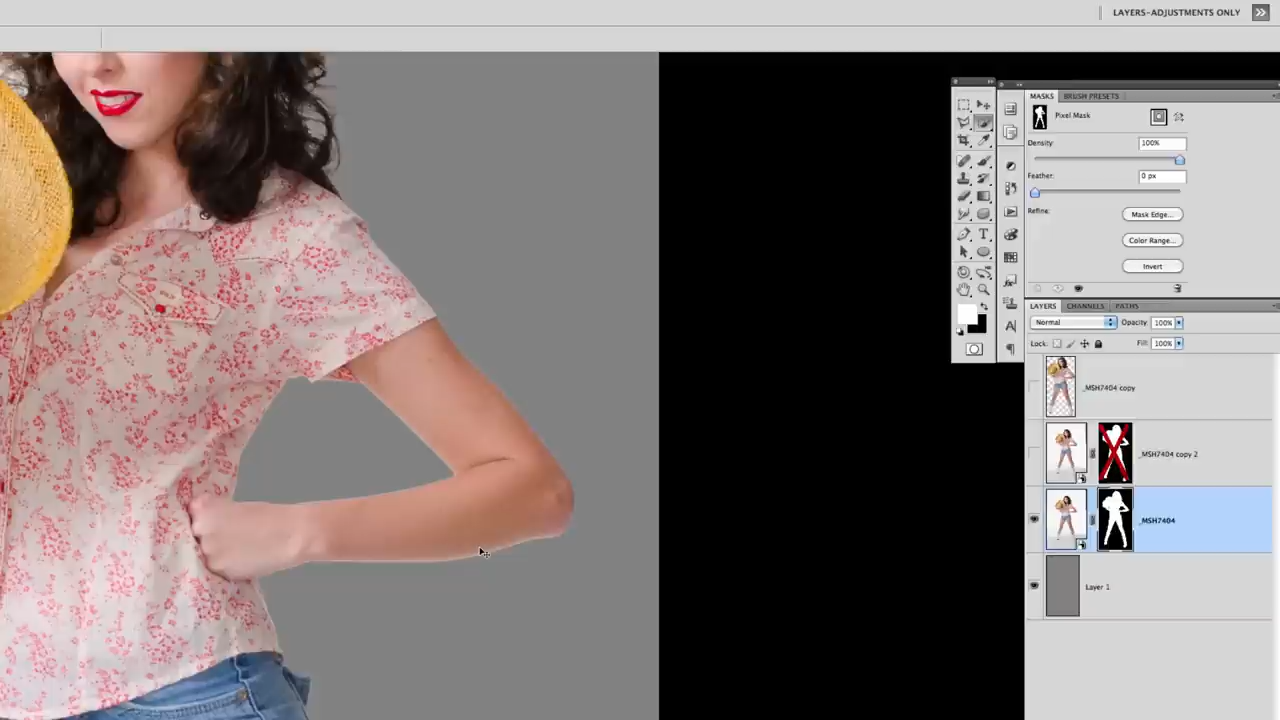 LAYERS-ADJUSTMENTS ONLY
MASKS BRUSH PRESETS
Pixel Mask
Density: 100%
Feather: 0 px
Refine: Mask Edge...
Color Range...
Invert
LAYERS CHANNELS PATHS
Normal Opacity: 100%
Lock: Fill: 100%
_MSH7404 copy
_MSH7404 copy 2
_MSH7404
Layer 1